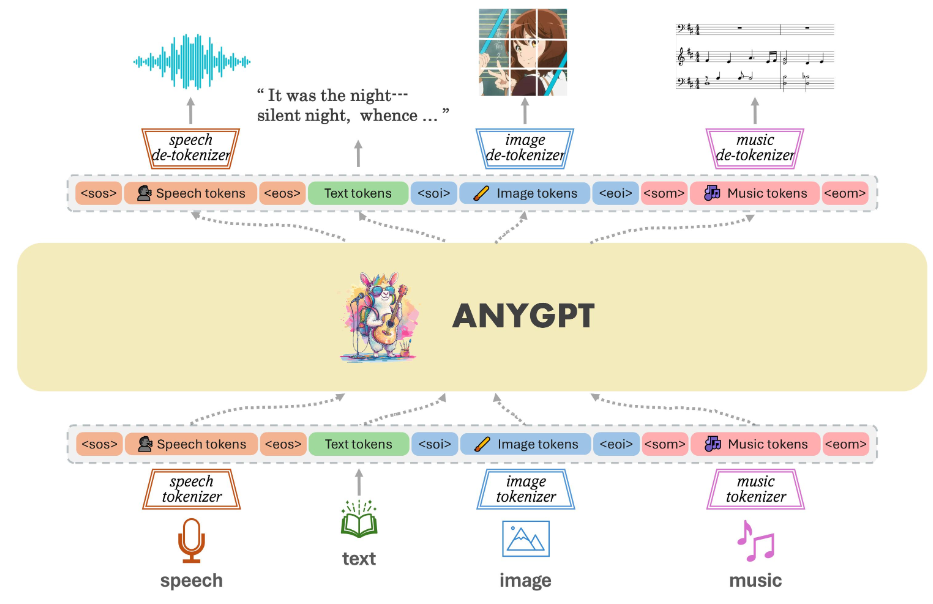 “ It was the night---
silent night, whence ... ”
speech
de-tokenizer
image
de-tokenizer
music
de-tokenizer
<sos> Speech tokens <eos> Text tokens <soi> Image tokens <eoi> <som> Music tokens <eom>
ANYGPT
<sos> Speech tokens <eos> Text tokens <soi> Image tokens <eoi> <som> Music tokens <eom>
speech
tokenizer
image
tokenizer
music
tokenizer
speech
text
image
music